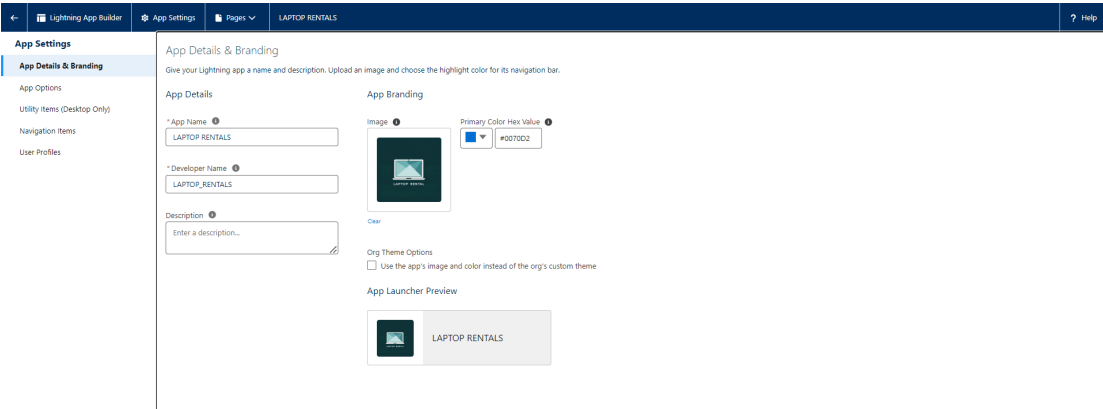 Lightning App Builder
App Settings
Pages
LAPTOP RENTALS
? Help
App Settings
App Details & Branding
App Options
Utility Items (Desktop Only)
Navigation Items
User Profiles
App Details & Branding
Give your Lightning app a name and description. Upload an image and choose the highlight color for its navigation bar.
App Details
*App Name
LAPTOP RENTALS
*Developer Name
LAPTOP_RENTALS
Description
Enter a description...
App Branding
Image
LAPTOP RENTAL
Clear
Primary Color Hex Value
#0070D2
Org Theme Options
Use the app's image and color instead of the org's custom theme
App Launcher Preview
LAPTOP RENTAL
LAPTOP RENTALS